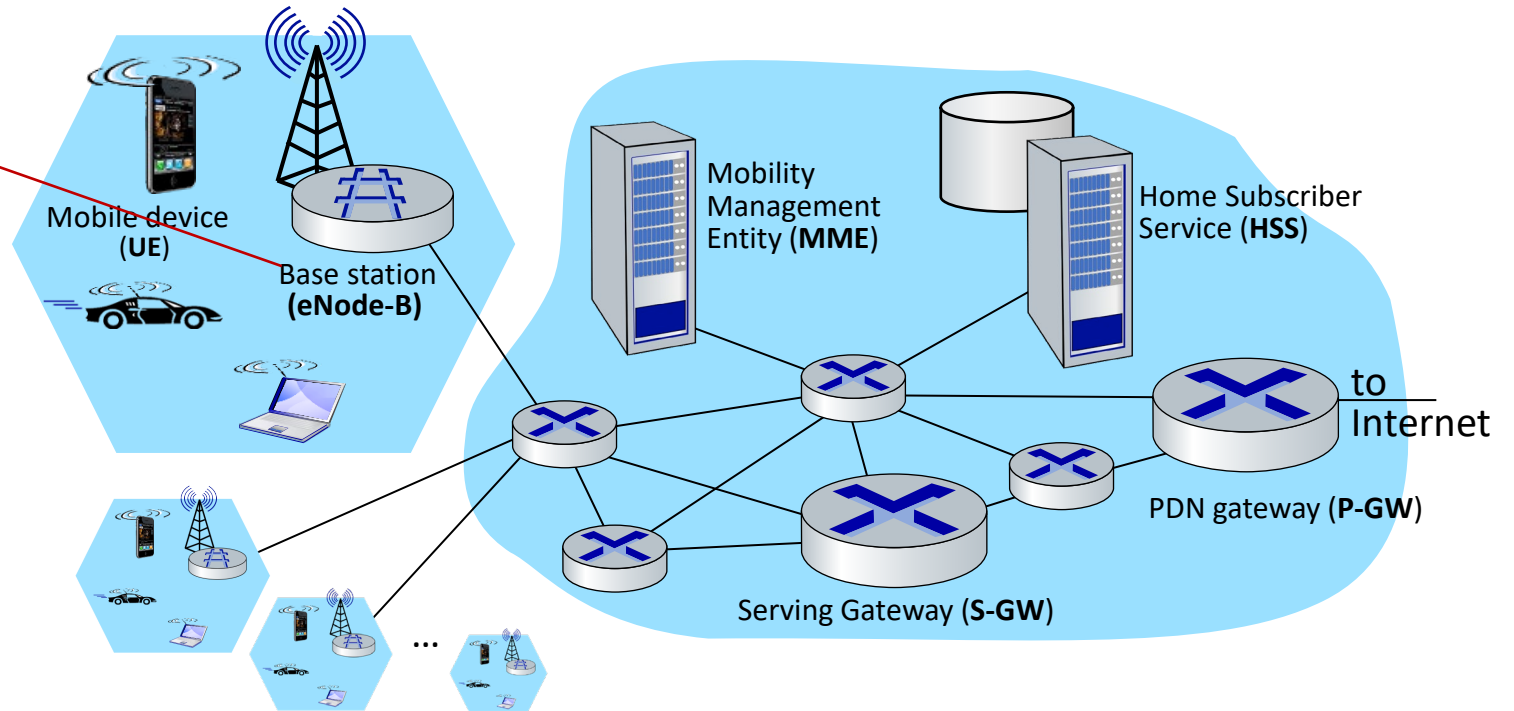 Mobile device
(UE)
Base station
(eNode-B)
Mobility
Management
Entity (MME)
Home Subscriber
Service (HSS)
to
Internet
PDN gateway (P-GW)
Serving Gateway (S-GW)
...